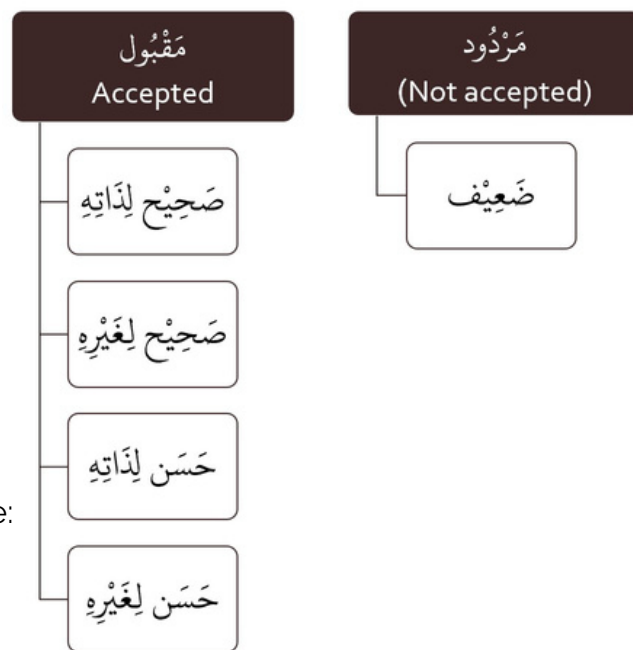 مَقْبُول
Accepted
صَحِيْح لِذَاتِهِ
صَحِيْح لِغَيْرِهِ
حَسَن لِذَاتِهِ
حَسَن لِغَيْرِهِ
مَرْدُود
(Not accepted)
ضَعِيْف
e: